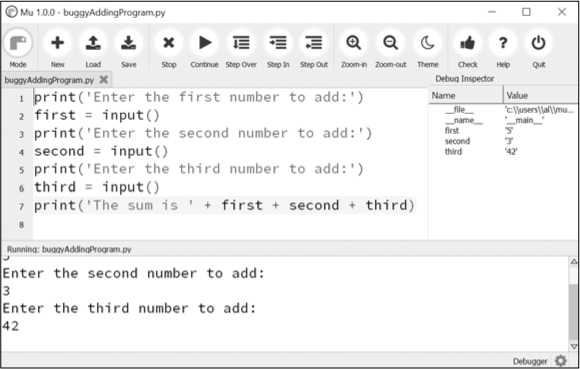 Mu 1.0.0 - buggyAddingProgram.py
Mode New Load Save Stop Continue Step Over Step In Step Out Zoom-in Zoom-out Theme Check Help Quit
buggyAddingProgram.py
1 print('Enter the first number to add:')
2 first = input()
3 print('Enter the second number to add:')
4 second = input()
5 print('Enter the third number to add:')
6 third = input()
7 print('The sum is ' + first + second + third)
8
Debug Inspector
Name Value
__file__ 'c:\\users\\al\\mu...
__name__ '__main__'
first '5'
second '3'
third '42'
Running: buggyAddingProgram.py
Enter the second number to add:
3
Enter the third number to add:
42
Debugger